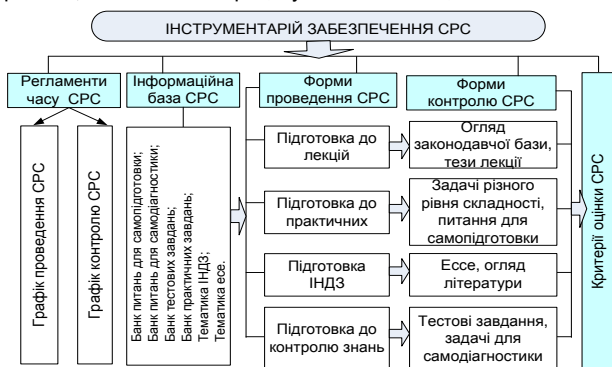 ІНСТРУМЕНТАРІЙ ЗАБЕЗПЕЧЕННЯ СРС
Регламенти
часу СРС
Інформаційна
база СРС
Форми
проведення СРС
Форми
контролю СРС
Графік проведення СРС
Графік контролю СРС
Банк питань для самопідготовки;
Банк питань для самодіагностики;
Банк тестових завдань;
Банк практичних завдань;
Тематика ІНДЗ;
Тематика есе.
Підготовка до
лекцій
Огляд
законодавчої бази,
тези лекції
Підготовка до
практичних
Задачі різного
рівня складності,
питання для
самопідготовки
Підготовка
ІНДЗ
Ессе, огляд
літератури
Підготовка до
контролю знань
Тестові завдання,
задачі для
самодіагностики
Критерії оцінки СРС